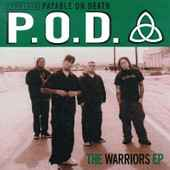 PAYABLE ON DEATH
P.O.D.
THE WARRIORS EP